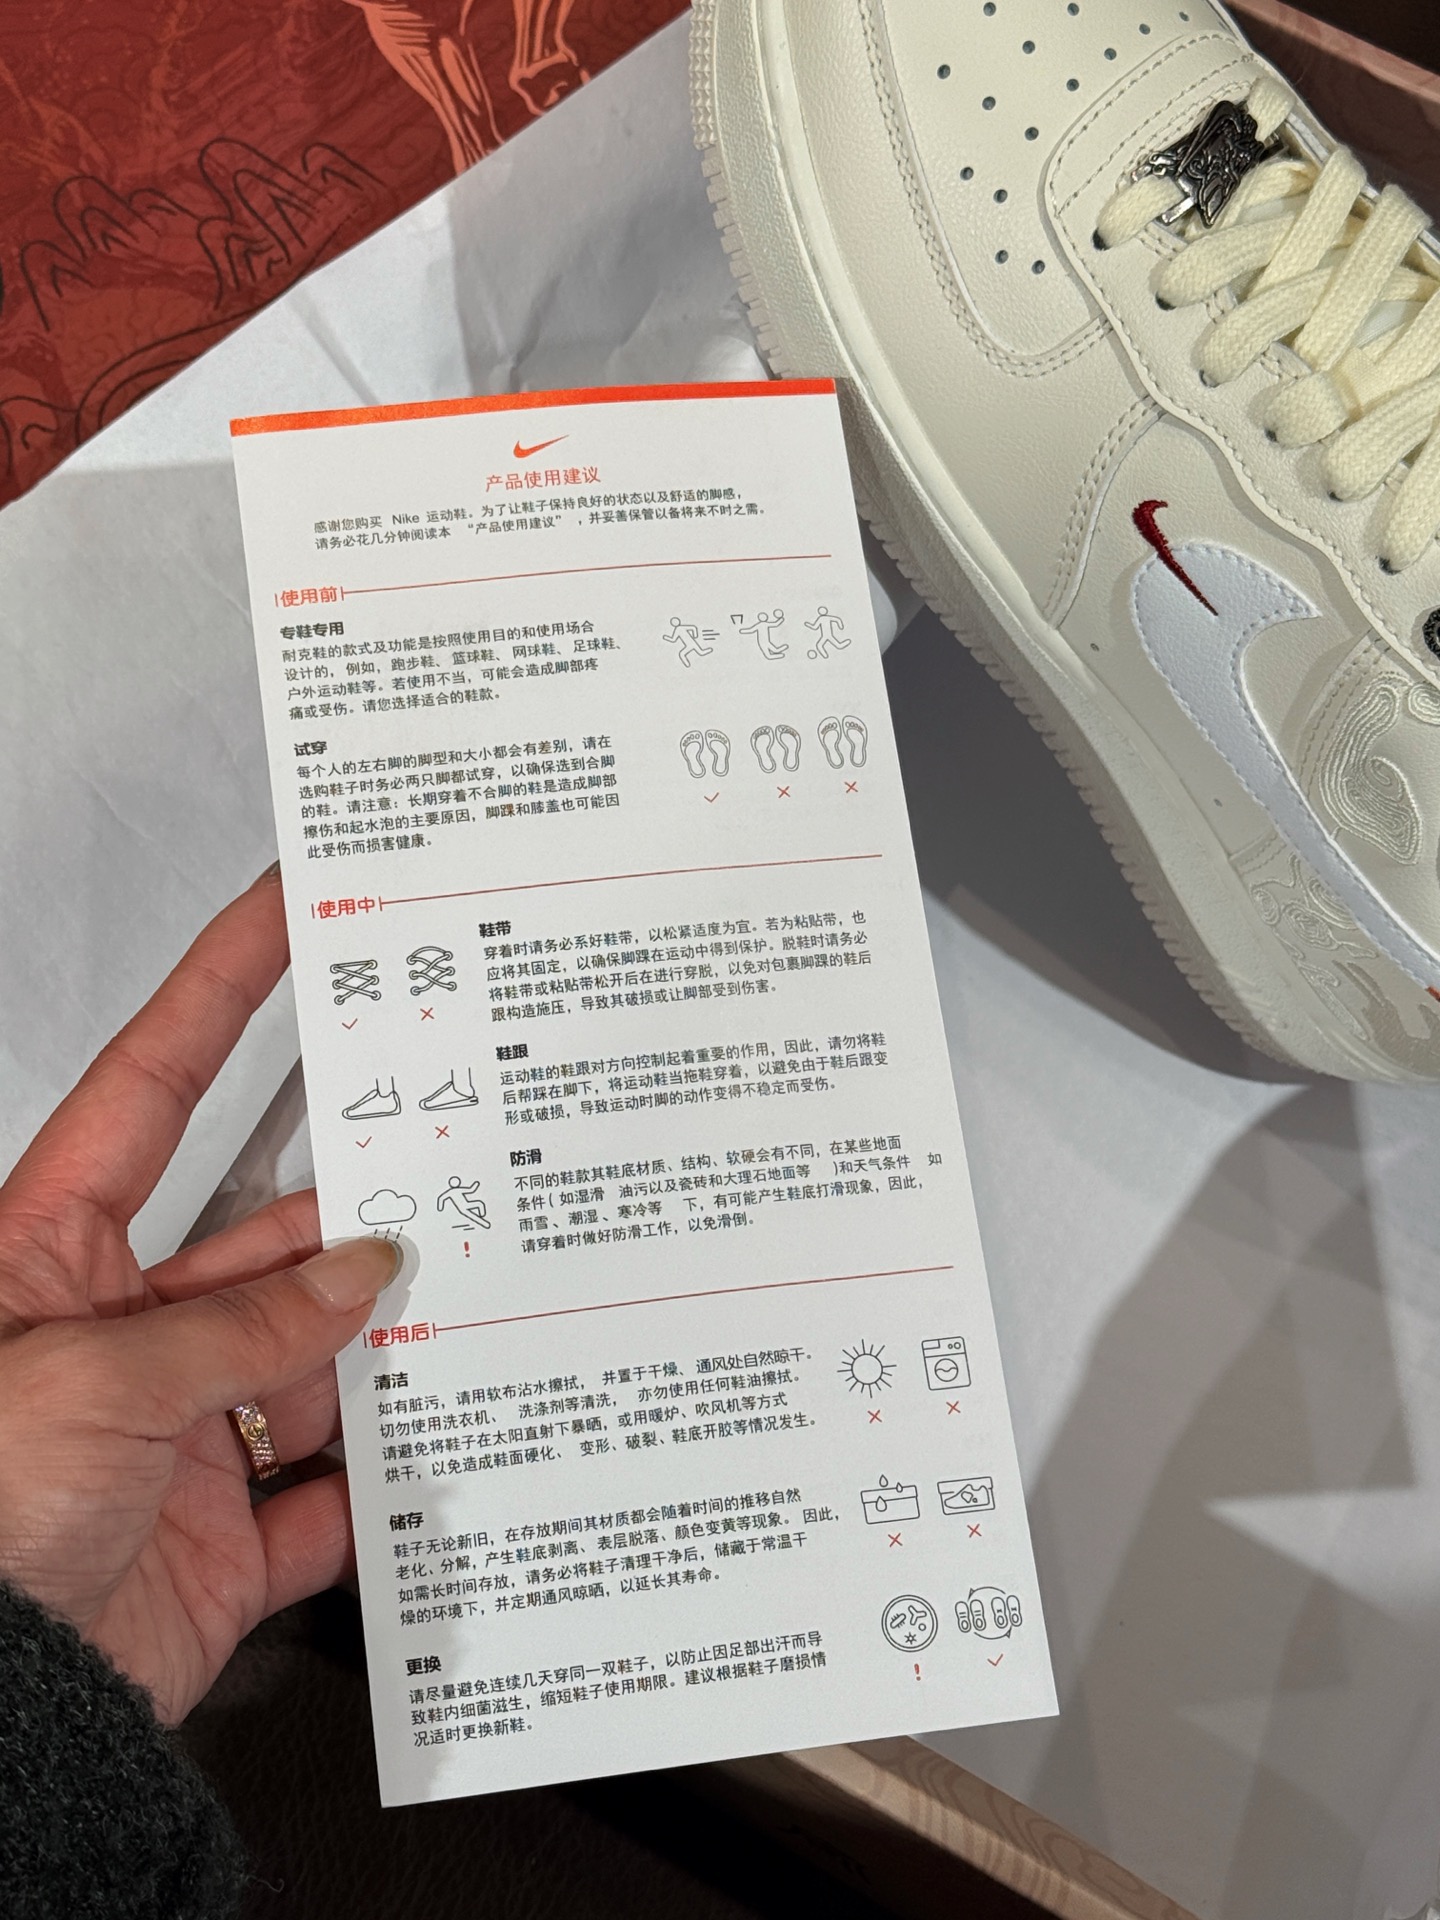 产品使用建议
感谢您购买 Nike 运动鞋。为了让鞋子保持良好的状态以及舒适的脚感，
请务必花几分钟阅读本 “产品使用建议” ，并妥善保管以备将来不时之需。
使用前
专鞋专用
耐克鞋的款式及功能是按照使用目的和使用场合
设计的，例如，跑步鞋、篮球鞋、网球鞋、足球鞋、
户外运动鞋等。若使用不当，可能会造成脚部疼
痛或受伤。请您选择适合的鞋款。
试穿
每个人的左右脚的脚型和大小都会有差别，请在
选购鞋子时务必两只脚都试穿，以确保选到合脚
的鞋。请注意：长期穿着不合脚的鞋是造成脚部
擦伤和起水泡的主要原因，脚踝和膝盖也可能因
此受伤而损害健康。
使用中
鞋带
穿着时请务必系好鞋带，以松紧适度为宜。若为粘贴带，也
应将其固定，以确保脚踝在运动中得到保护。脱鞋时请务必
将鞋带或粘贴带松开后在进行穿脱，以免对包裹脚踝的鞋后
跟构造施压，导致其破损或让脚部受到伤害。
鞋跟
运动鞋的鞋跟对方向控制起着重要的作用，因此，请勿将鞋
后帮踩在脚下，将运动鞋当拖鞋穿着，以避免由于鞋后跟变
形或破损，导致运动时脚的动作变得不稳定而受伤。
防滑
不同的鞋款其鞋底材质、结构、软硬会有不同，在某些地面
条件( 如湿滑 油污以及瓷砖和大理石地面等 )和天气条件 如
雨雪、潮湿、寒冷等 下，有可能产生鞋底打滑现象，因此，
请穿着时做好防滑工作，以免滑倒。
使用后
清洁
如有脏污，请用软布沾水擦拭， 并置于干燥、通风处自然晾干。
切勿使用洗衣机、 洗涤剂等清洗， 亦勿使用任何鞋油擦拭。
请避免将鞋子在太阳直射下暴晒，或用暖炉、吹风机等方式
烘干，以免造成鞋面硬化、 变形、破裂、鞋底开胶等情况发生。
储存
鞋子无论新旧，在存放期间其材质都会随着时间的推移自然
老化、分解，产生鞋底剥离、表层脱落、颜色变黄等现象。因此，
如需长时间存放，请务必将鞋子清理干净后，储藏于常温干
燥的环境下，并定期通风晾晒，以延长其寿命。
更换
请尽量避免连续几天穿同一双鞋子，以防止因足部出汗而导
致鞋内细菌滋生，缩短鞋子使用期限。建议根据鞋子磨损情
况适时更换新鞋。